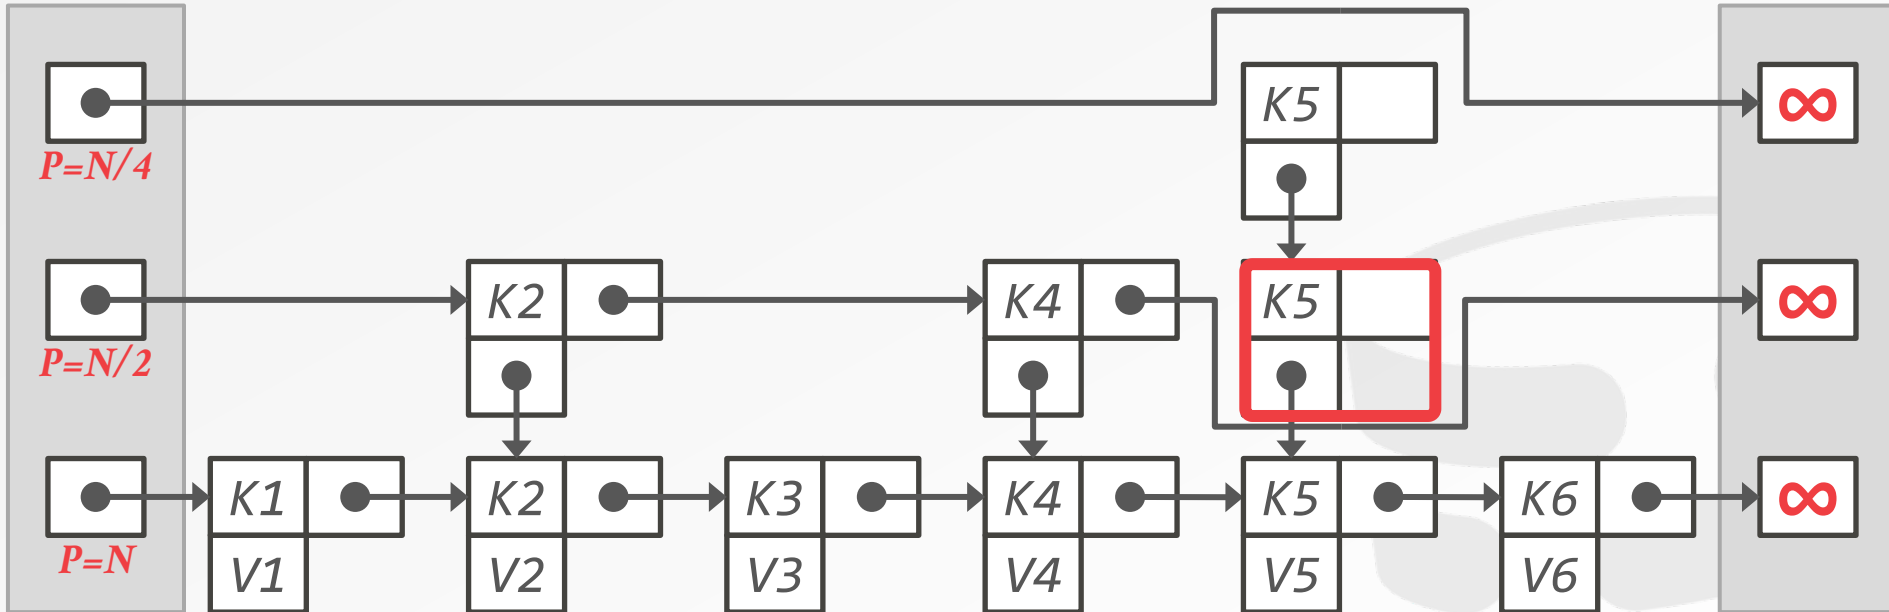 K5 ∞
P=N/4
K2 K4 K5 ∞
P=N/2
K1 K2 K3 K4 K5 K6 ∞
P=N
V1 V2 V3 V4 V5 V6